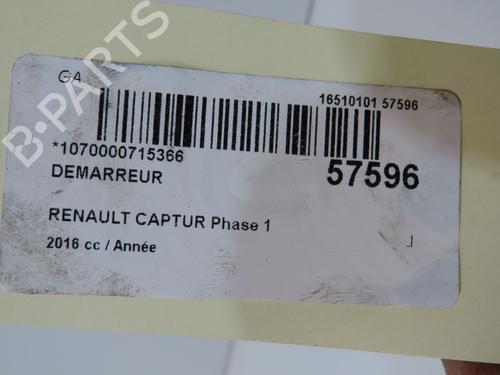 GA
16510101 57596
*1070000715366
DEMARREUR
57596
RENAULT CAPTUR Phase 1
2016 cc / Année
B-PARTS